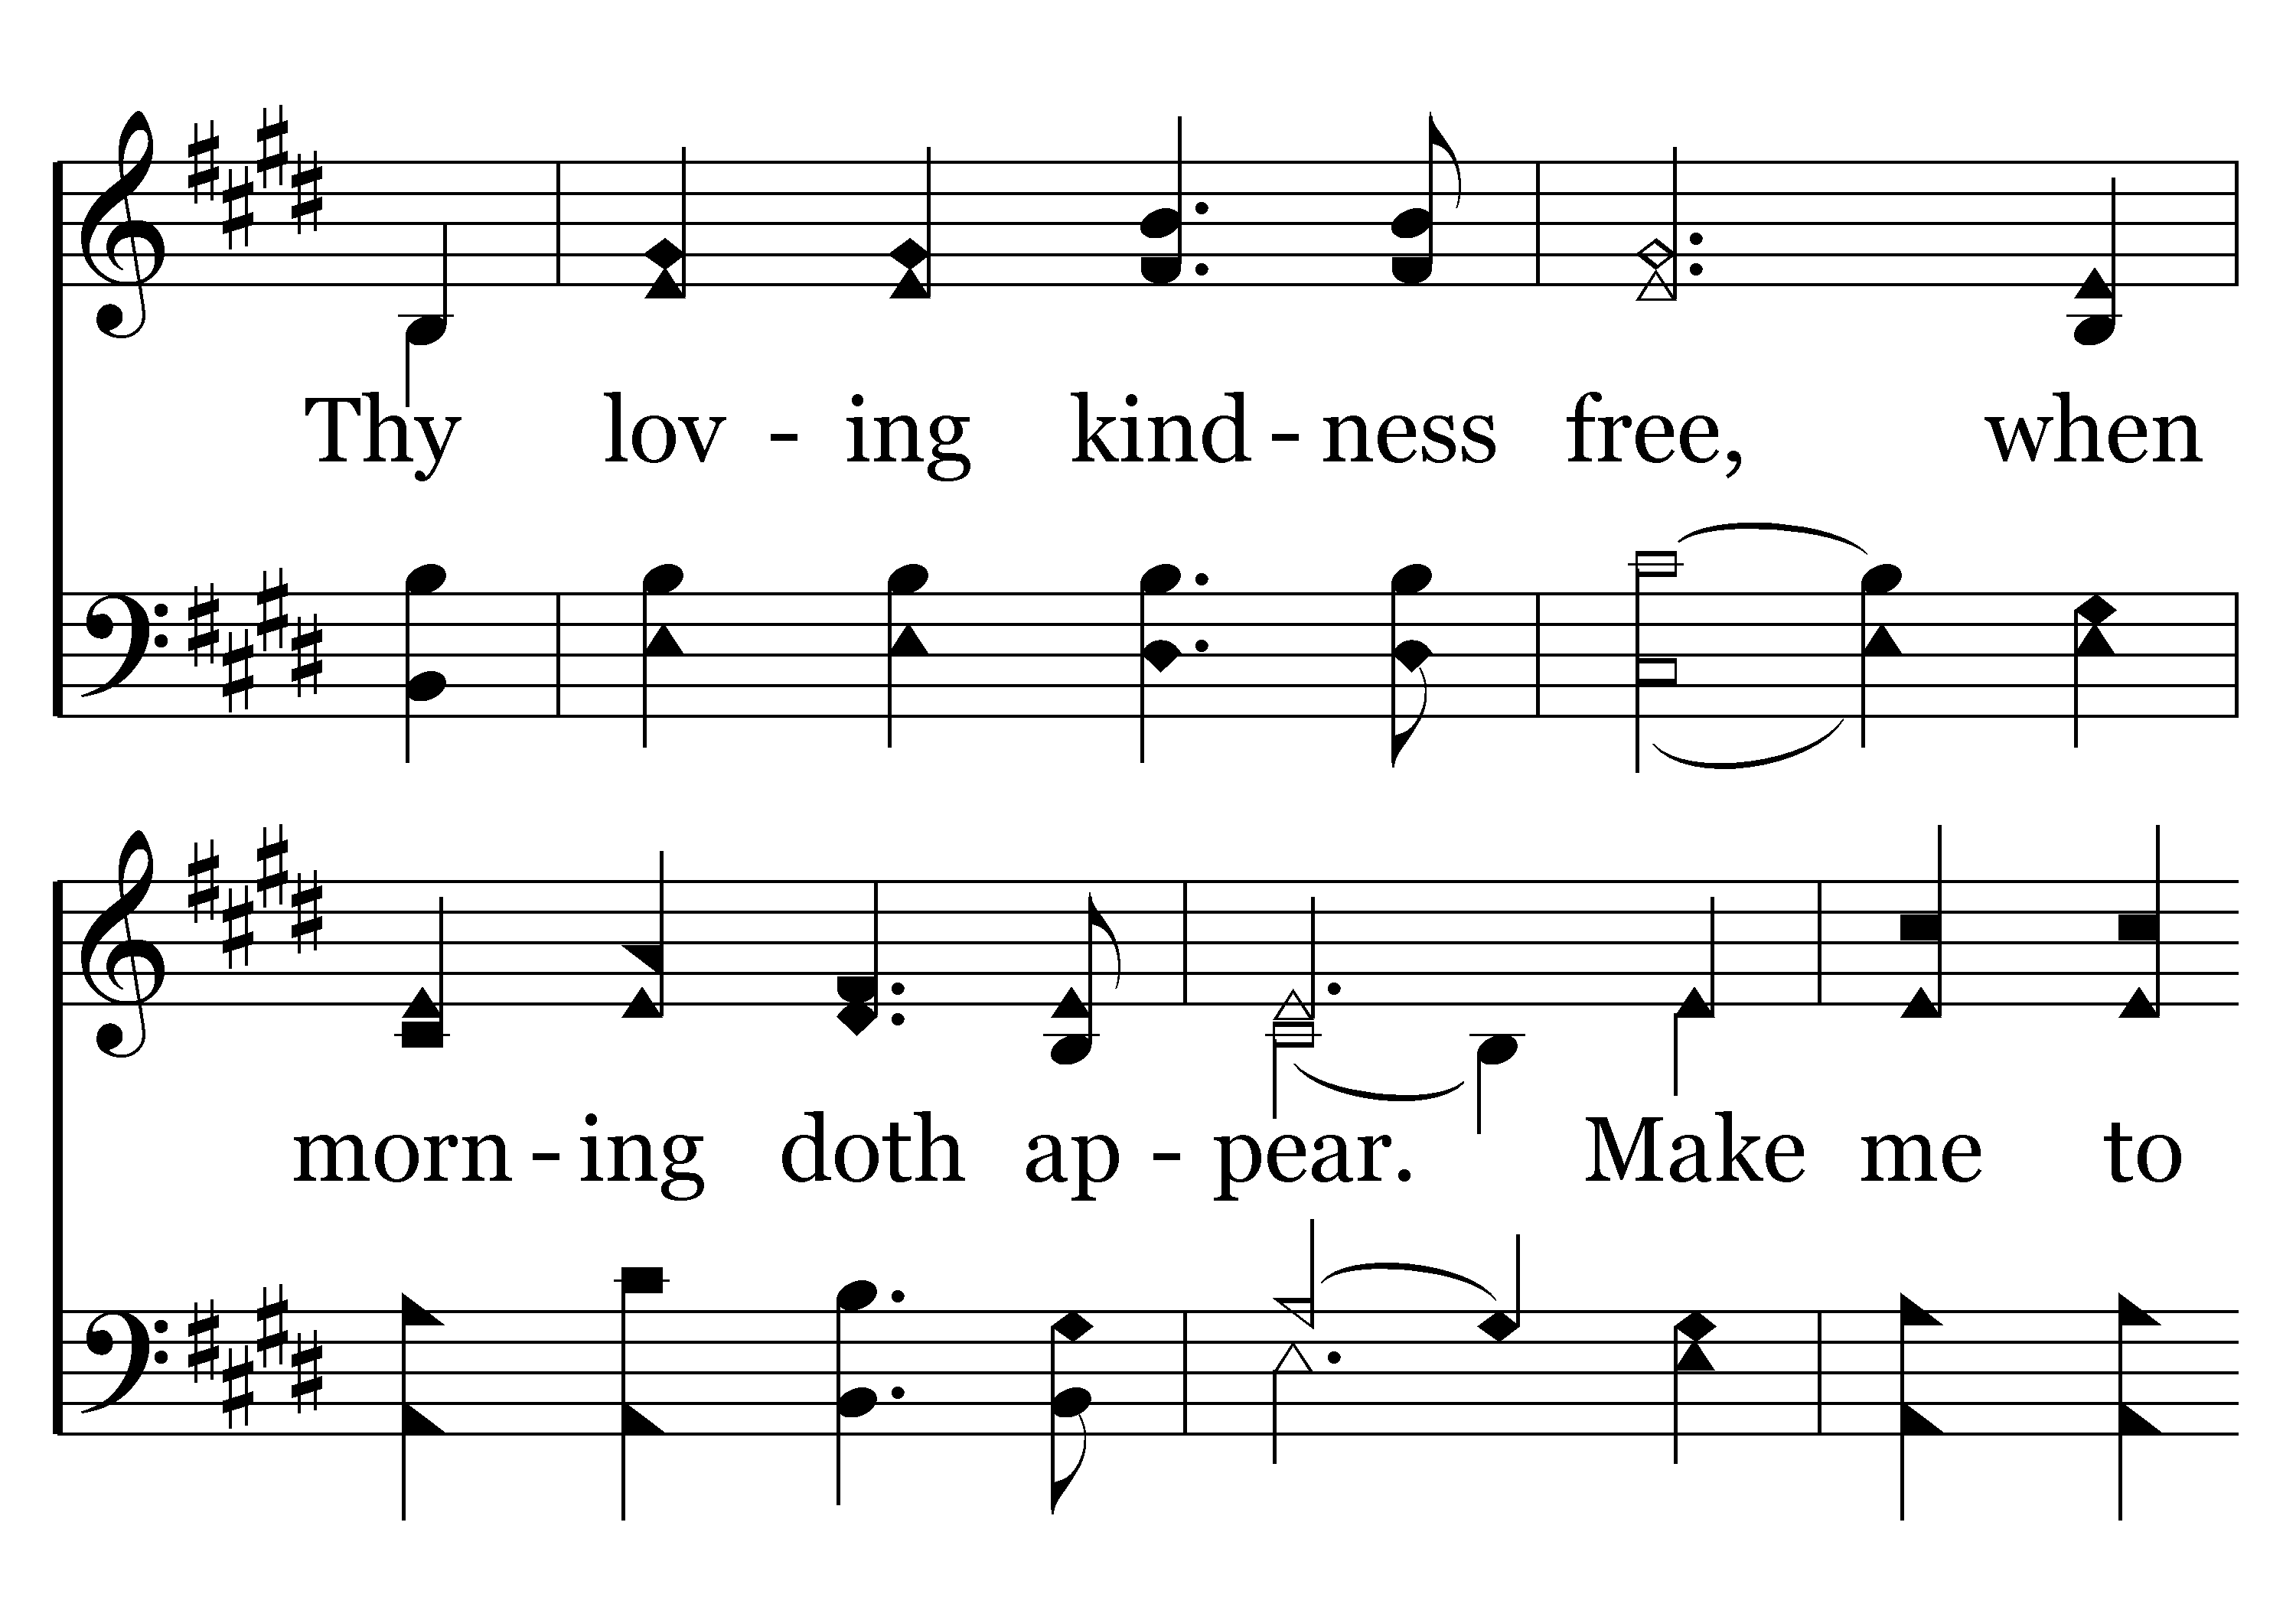 Thy lov - ing kind - ness free, when
morn - ing doth ap - pear. Make me to